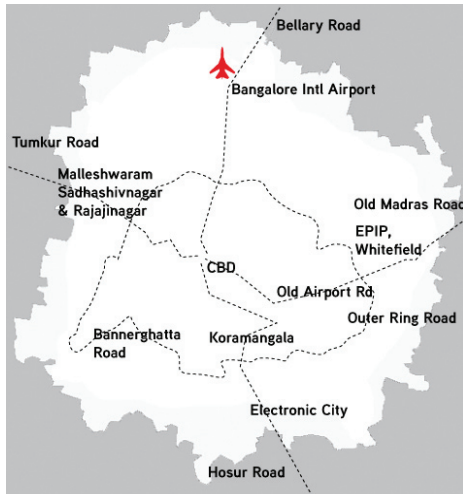 Bellary Road
Bangalore Intl Airport
Tumkur Road
Malleshwaram
Sadhashivnagar
& Rajajinagar
Old Madras Road
EPIP,
Whitefield
CBD
Old Airport Rd
Outer Ring Road
Bannerghatta
Road
Koramangala
Electronic City
Hosur Road